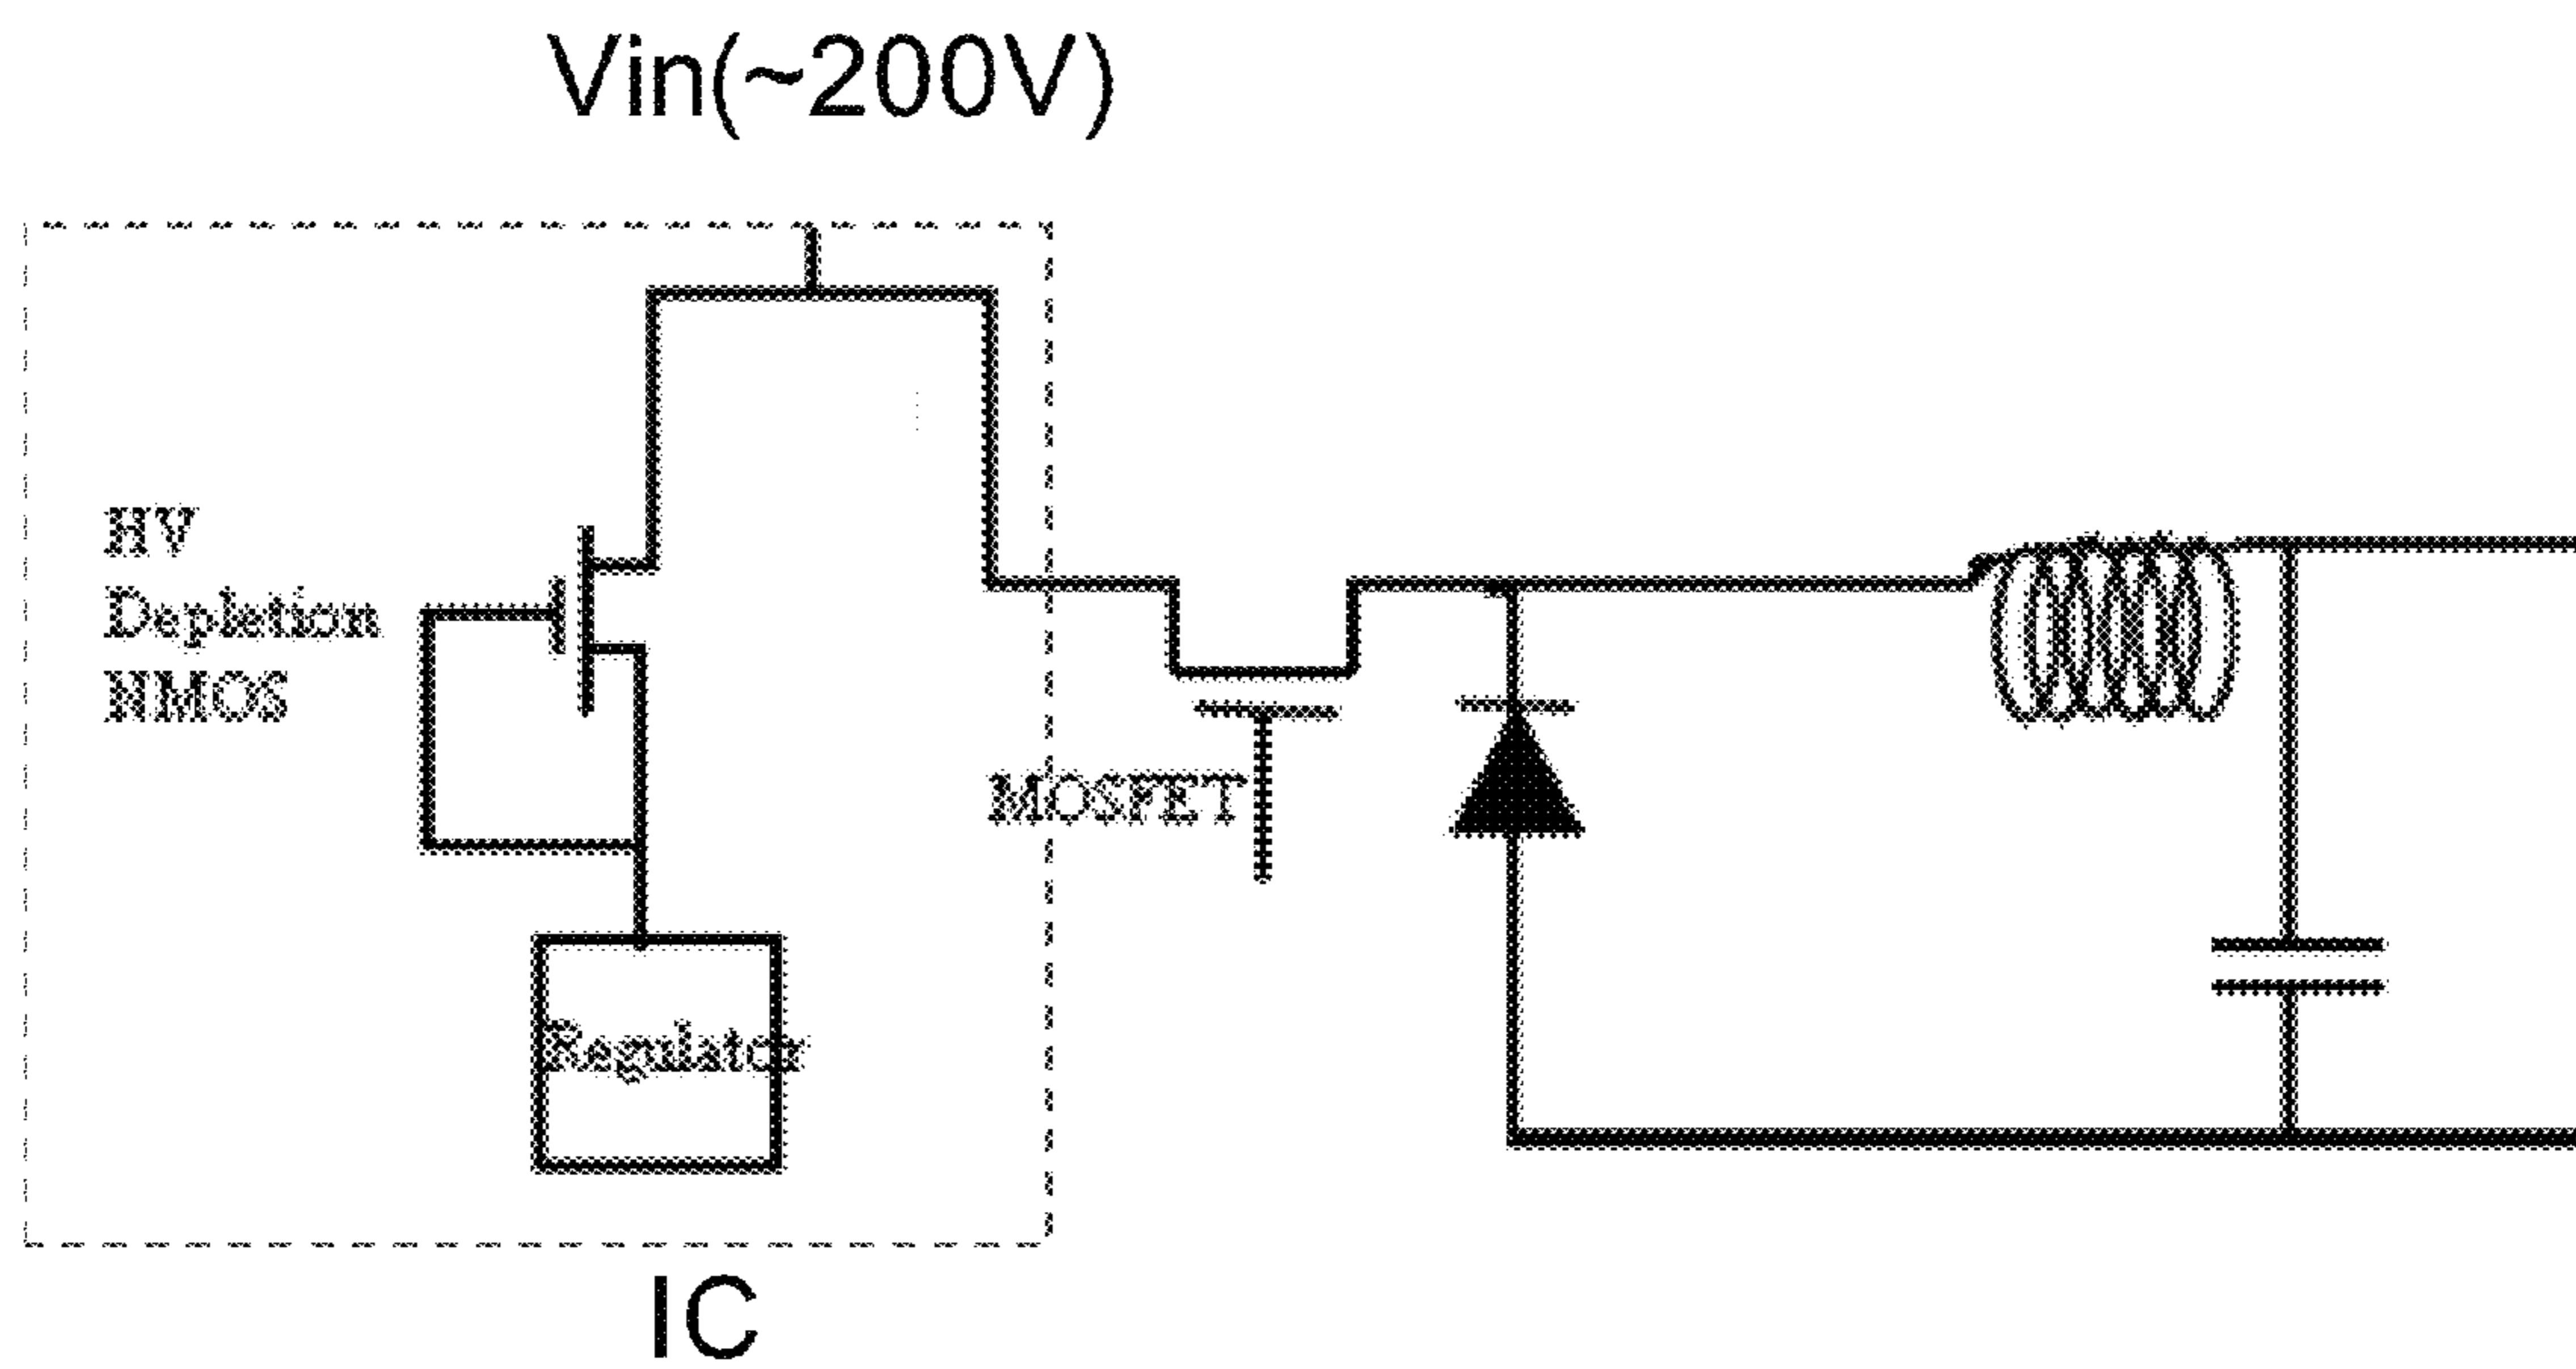 Vin(~200V)
HV
Depletion
NMOS
MOSFET
Regulator
IC